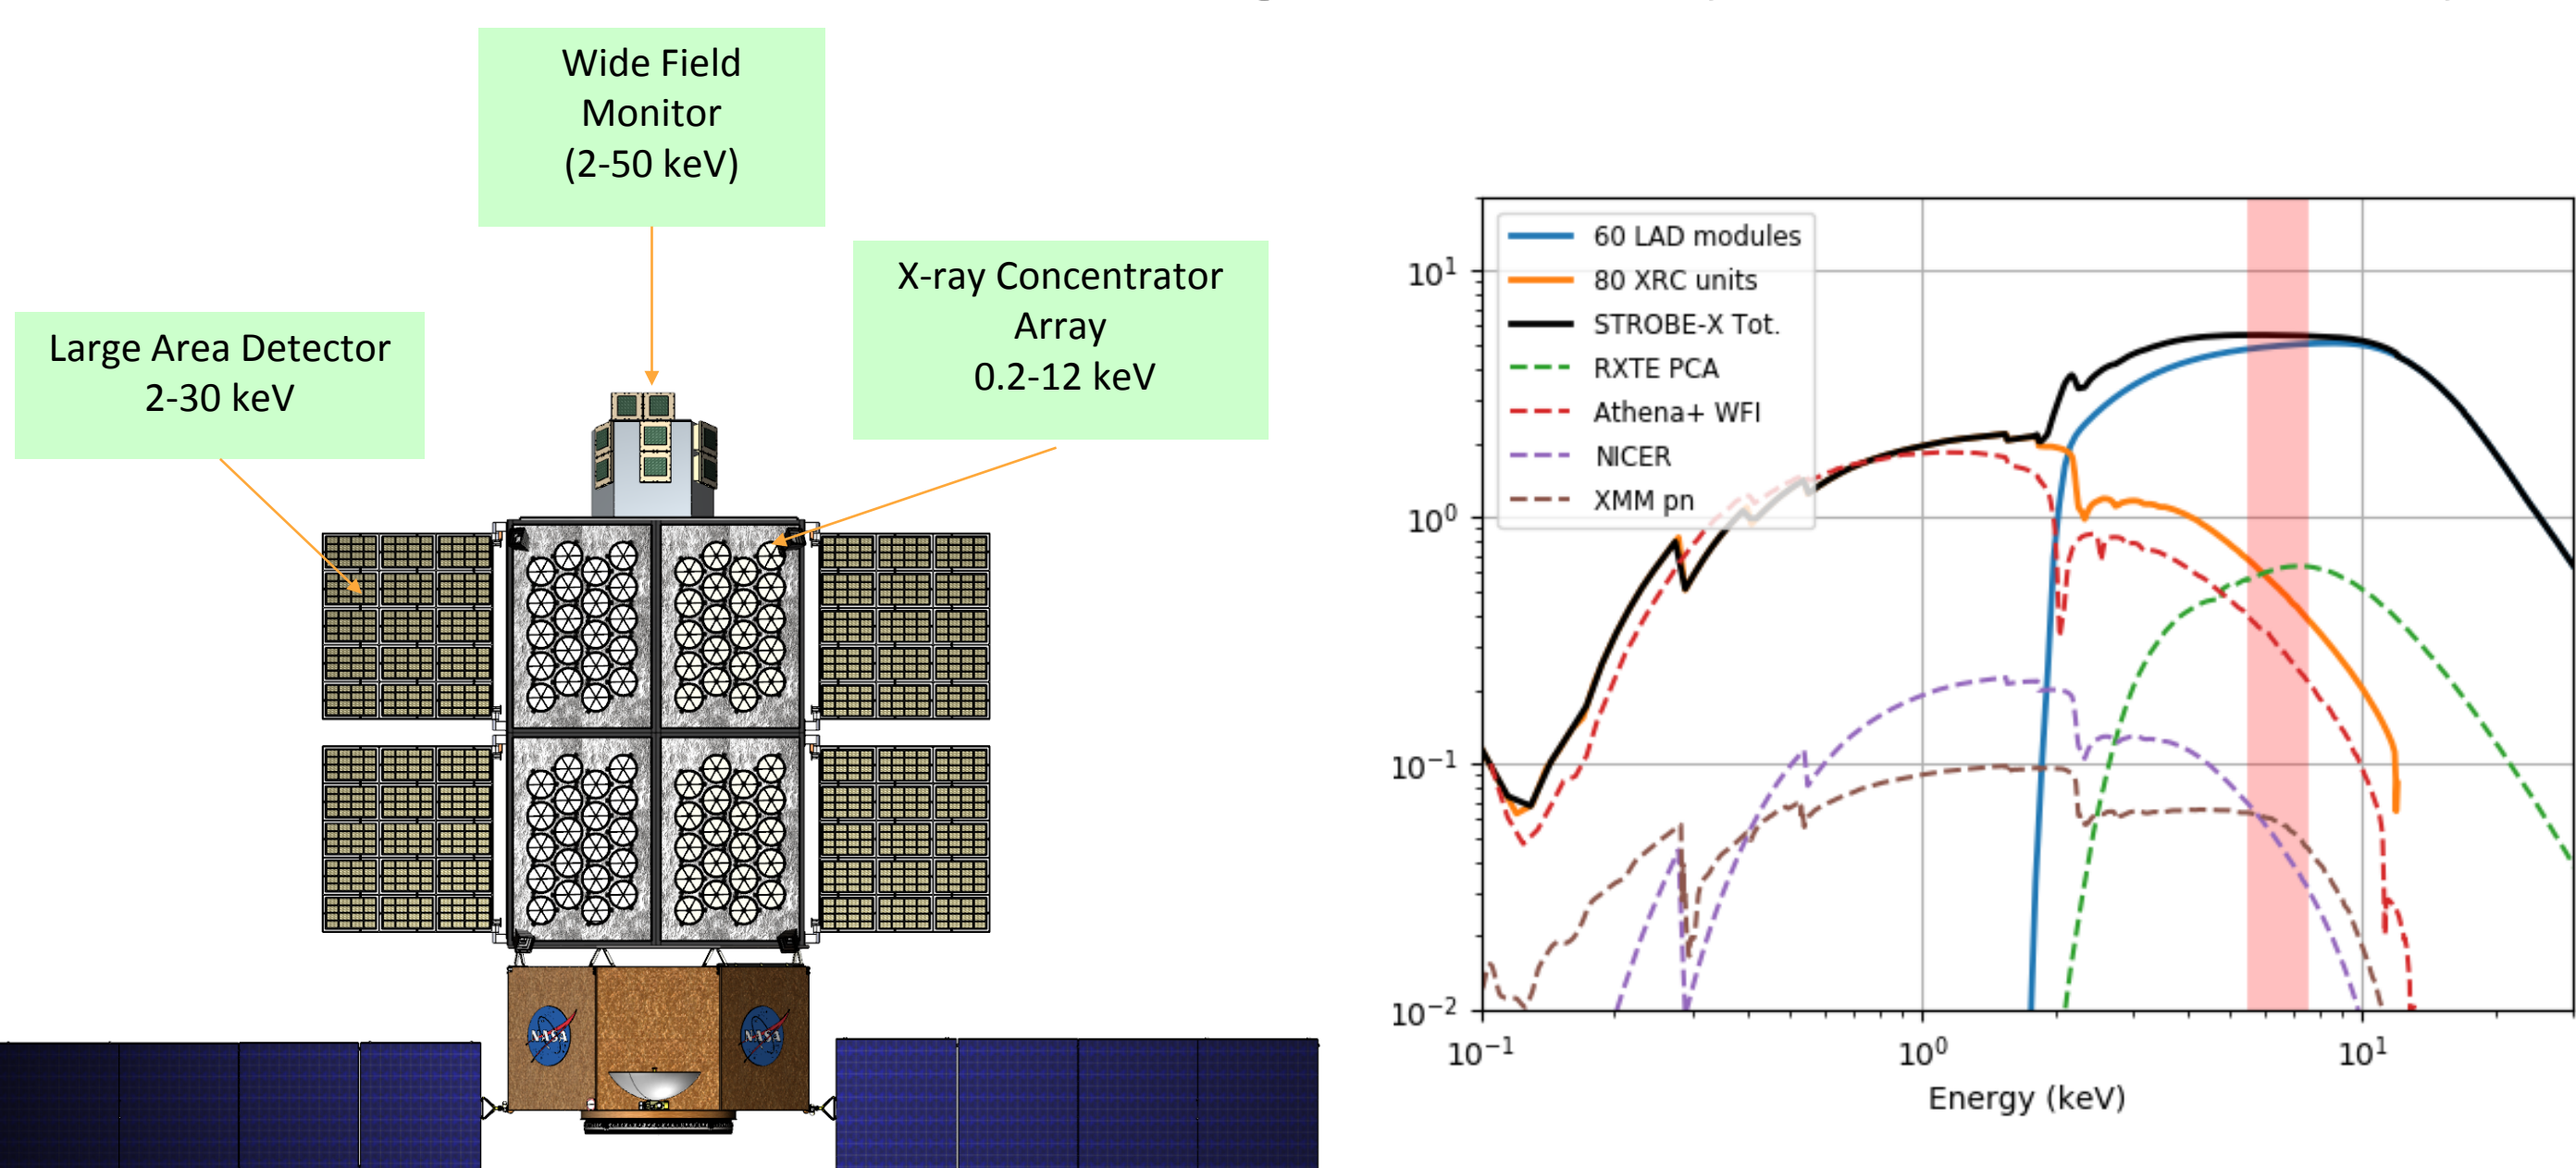 Wide Field
Monitor
(2-50 keV)
Large Area Detector
2-30 keV
X-ray Concentrator
Array
0.2-12 keV
NASA
NASA
60 LAD modules
80 XRC units
STROBE-X Tot.
RXTE PCA
Athena+ WFI
NICER
XMM pn
10¹
10⁰
10⁻¹
10⁻²
10⁻¹
10⁰
10¹
Energy (keV)